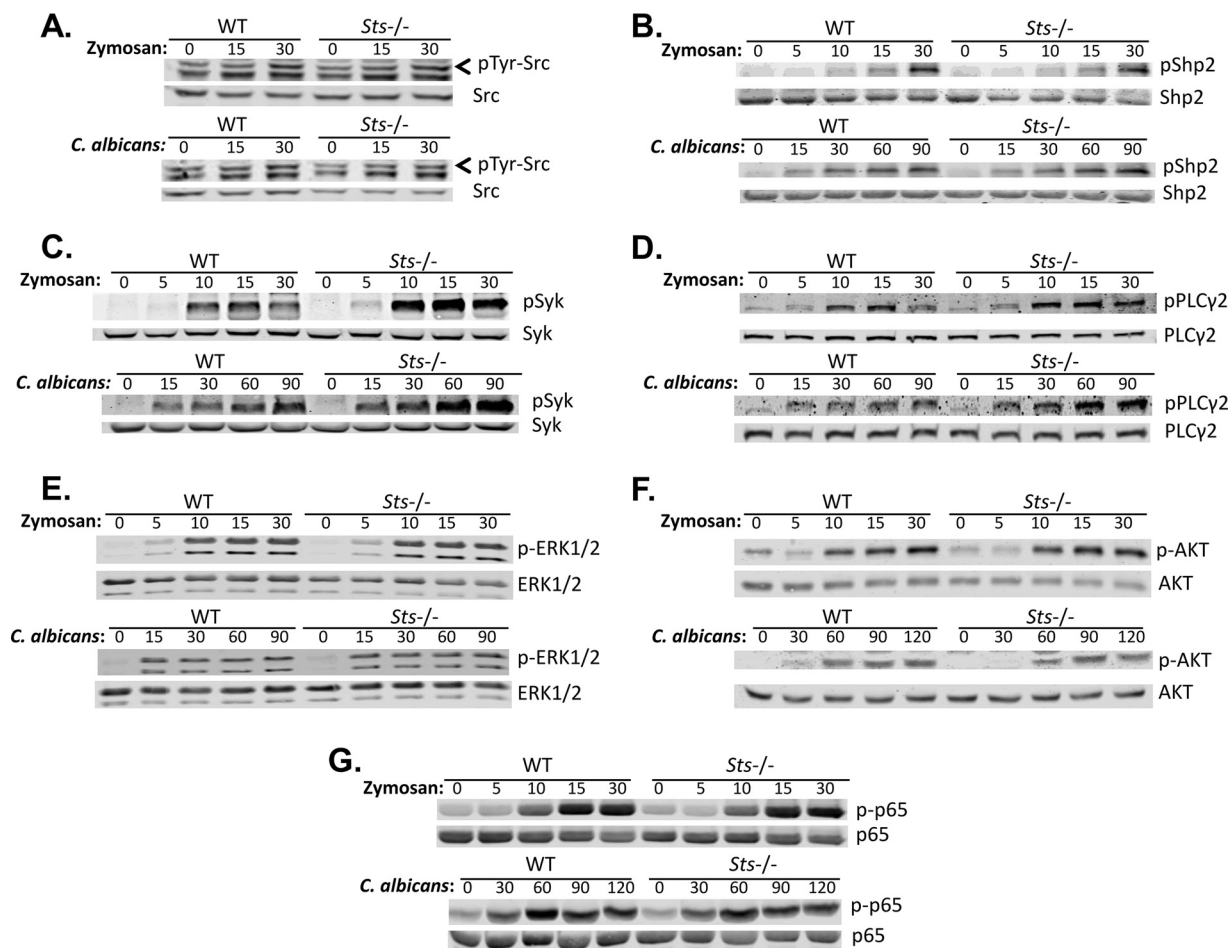 A.
WT Sts-/-
Zymosan: 0 15 30 0 15 30
pTyr-Src
Src
WT Sts-/-
C. albicans: 0 15 30 0 15 30
pTyr-Src
Src
B.
WT Sts-/-
Zymosan: 0 5 10 15 30 0 5 10 15 30
pShp2
Shp2
WT Sts-/-
C. albicans: 0 15 30 60 90 0 15 30 60 90
pShp2
Shp2
C.
WT Sts-/-
Zymosan: 0 5 10 15 30 0 5 10 15 30
pSyk
Syk
WT Sts-/-
C. albicans: 0 15 30 60 90 0 15 30 60 90
pSyk
Syk
D.
WT Sts-/-
Zymosan: 0 5 10 15 30 0 5 10 15 30
pPLCγ2
PLCγ2
WT Sts-/-
C. albicans: 0 15 30 60 90 0 15 30 60 90
pPLCγ2
PLCγ2
E.
WT Sts-/-
Zymosan: 0 5 10 15 30 0 5 10 15 30
p-ERK1/2
ERK1/2
WT Sts-/-
C. albicans: 0 15 30 60 90 0 15 30 60 90
p-ERK1/2
ERK1/2
F.
WT Sts-/-
Zymosan: 0 5 10 15 30 0 5 10 15 30
p-AKT
AKT
WT Sts-/-
C. albicans: 0 30 60 90 120 0 30 60 90 120
p-AKT
AKT
G.
WT Sts-/-
Zymosan: 0 5 10 15 30 0 5 10 15 30
p-p65
p65
WT Sts-/-
C. albicans: 0 30 60 90 120 0 30 60 90 120
p-p65
p65